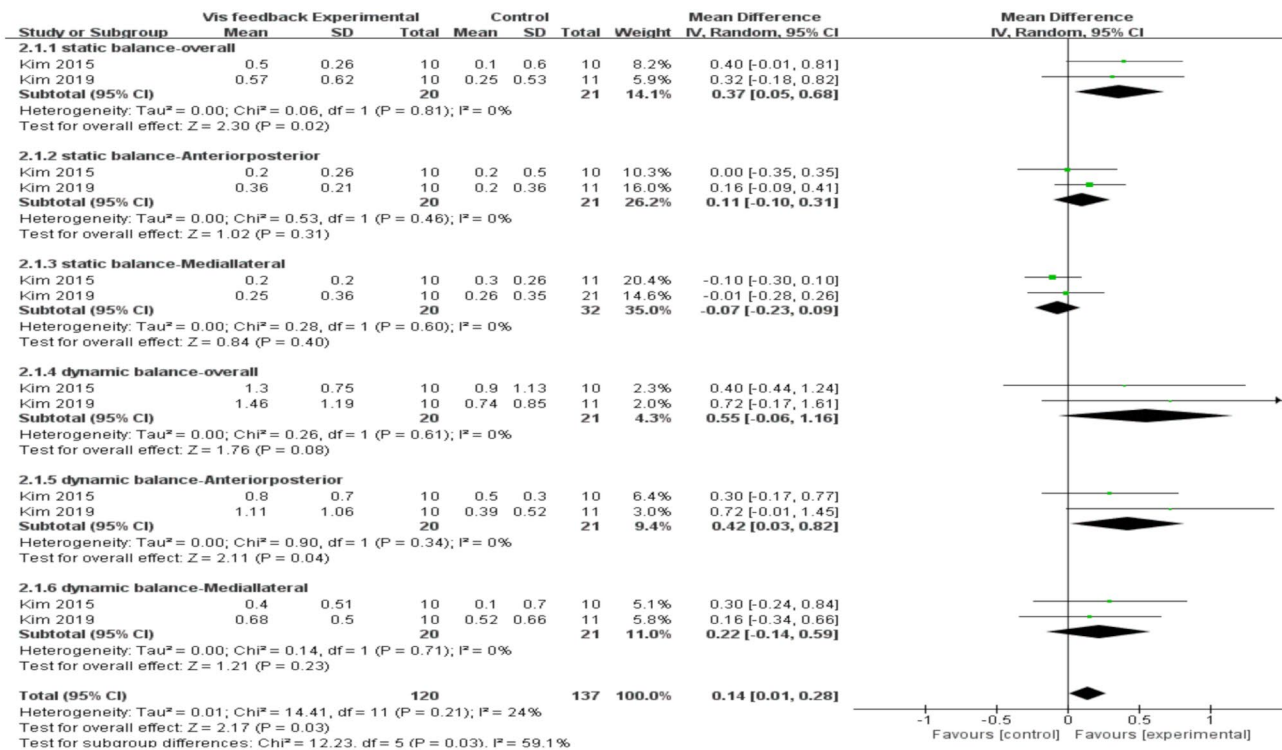 Vis feedback Experimental Control Mean Difference Mean Difference
Study or Subgroup Mean SD Total Mean SD Total Weight IV, Random, 95% CI IV, Random, 95% CI
2.1.1 static balance-overall
Kim 2015 0.5 0.26 10 0.1 0.6 10 8.2% 0.40 [-0.01, 0.81]
Kim 2019 0.57 0.62 10 0.25 0.53 11 5.9% 0.32 [-0.18, 0.82]
Subtotal (95% CI) 20 21 14.1% 0.37 [0.05, 0.68]
Heterogeneity: Tau² = 0.00; Chi² = 0.06, df = 1 (P = 0.81); I² = 0%
Test for overall effect: Z = 2.30 (P = 0.02)
2.1.2 static balance-Anteriorposterior
Kim 2015 0.2 0.26 10 0.2 0.5 10 10.3% 0.00 [-0.35, 0.35]
Kim 2019 0.36 0.21 10 0.2 0.36 11 16.0% 0.16 [-0.09, 0.41]
Subtotal (95% CI) 20 21 26.2% 0.11 [-0.10, 0.31]
Heterogeneity: Tau² = 0.00; Chi² = 0.53, df = 1 (P = 0.46); I² = 0%
Test for overall effect: Z = 1.02 (P = 0.31)
2.1.3 static balance-Mediallateral
Kim 2015 0.2 0.2 10 0.3 0.26 11 20.4% -0.10 [-0.30, 0.10]
Kim 2019 0.25 0.36 10 0.26 0.35 21 14.6% -0.01 [-0.28, 0.26]
Subtotal (95% CI) 20 32 35.0% -0.07 [-0.23, 0.09]
Heterogeneity: Tau² = 0.00; Chi² = 0.28, df = 1 (P = 0.60); I² = 0%
Test for overall effect: Z = 0.84 (P = 0.40)
2.1.4 dynamic balance-overall
Kim 2015 1.3 0.75 10 0.9 1.13 10 2.3% 0.40 [-0.44, 1.24]
Kim 2019 1.46 1.19 10 0.74 0.85 11 2.0% 0.72 [-0.17, 1.61]
Subtotal (95% CI) 20 21 4.3% 0.55 [-0.06, 1.16]
Heterogeneity: Tau² = 0.00; Chi² = 0.26, df = 1 (P = 0.61); I² = 0%
Test for overall effect: Z = 1.76 (P = 0.08)
2.1.5 dynamic balance-Anteriorposterior
Kim 2015 0.8 0.7 10 0.5 0.3 10 6.4% 0.30 [-0.17, 0.77]
Kim 2019 1.11 1.06 10 0.39 0.52 11 3.0% 0.72 [-0.01, 1.45]
Subtotal (95% CI) 20 21 9.4% 0.42 [0.03, 0.82]
Heterogeneity: Tau² = 0.00; Chi² = 0.90, df = 1 (P = 0.34); I² = 0%
Test for overall effect: Z = 2.11 (P = 0.04)
2.1.6 dynamic balance-Mediallateral
Kim 2015 0.4 0.51 10 0.1 0.7 10 5.1% 0.30 [-0.24, 0.84]
Kim 2019 0.68 0.5 10 0.52 0.66 11 5.8% 0.16 [-0.34, 0.66]
Subtotal (95% CI) 20 21 11.0% 0.22 [-0.14, 0.59]
Heterogeneity: Tau² = 0.00; Chi² = 0.14, df = 1 (P = 0.71); I² = 0%
Test for overall effect: Z = 1.21 (P = 0.23)
Total (95% CI) 120 137 100.0% 0.14 [0.01, 0.28]
Heterogeneity: Tau² = 0.01; Chi² = 14.41, df = 11 (P = 0.21); I² = 24%
Test for overall effect: Z = 2.17 (P = 0.03)
Test for subgroup differences: Chi² = 12.23, df = 5 (P = 0.03), I² = 59.1%
-1 -0.5 0 0.5 1
Favours [control] Favours [experimental]